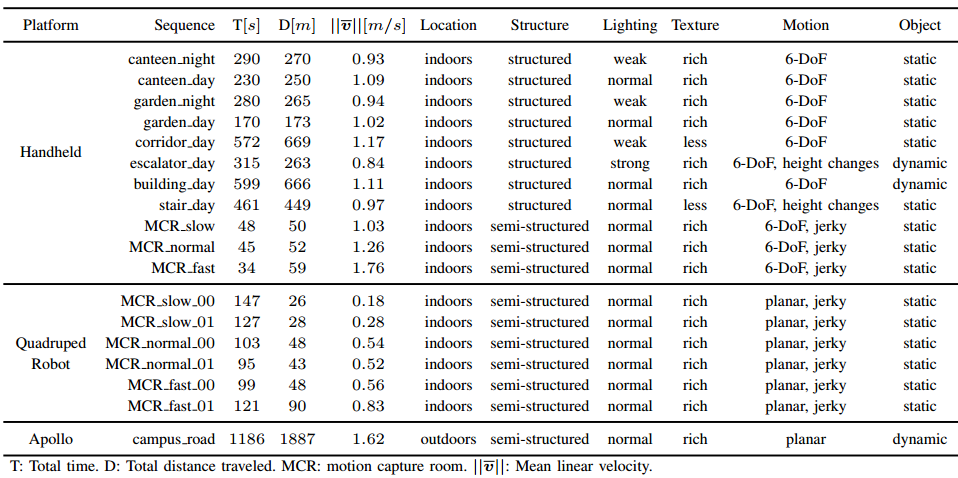 Platform Sequence T[s] D[m] ||v̅||[m/s] Location Structure Lighting Texture Motion Object
canteen_night 290 270 0.93 indoors structured weak rich 6-DoF static
canteen_day 230 250 1.09 indoors structured normal rich 6-DoF static
garden_night 280 265 0.94 indoors structured weak rich 6-DoF static
garden_day 170 173 1.02 indoors structured normal rich 6-DoF static
corridor_day 572 669 1.17 indoors structured weak less 6-DoF static
Handheld escalator_day 315 263 0.84 indoors structured strong rich 6-DoF, height changes dynamic
building_day 599 666 1.11 indoors structured normal rich 6-DoF dynamic
stair_day 461 449 0.97 indoors structured normal less 6-DoF, height changes static
MCR_slow 48 50 1.03 indoors semi-structured normal rich 6-DoF, jerky static
MCR_normal 45 52 1.26 indoors semi-structured normal rich 6-DoF, jerky static
MCR_fast 34 59 1.76 indoors semi-structured normal rich 6-DoF, jerky static
MCR_slow_00 147 26 0.18 indoors semi-structured normal rich planar, jerky static
MCR_slow_01 127 28 0.28 indoors semi-structured normal rich planar, jerky static
Quadruped MCR_normal_00 103 48 0.54 indoors semi-structured normal rich planar, jerky static
Robot MCR_normal_01 95 43 0.52 indoors semi-structured normal rich planar, jerky static
MCR_fast_00 99 48 0.56 indoors semi-structured normal rich planar, jerky static
MCR_fast_01 121 90 0.83 indoors semi-structured normal rich planar, jerky static
Apollo campus_road 1186 1887 1.62 outdoors semi-structured normal rich planar dynamic
T: Total time. D: Total distance traveled. MCR: motion capture room. ||v̅||: Mean linear velocity.